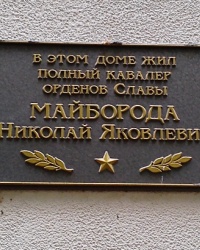 В ЭТОМ ДОМЕ ЖИЛ
ПОЛНЫЙ КАВАЛЕР
ОРДЕНОВ СЛАВЫ
МАЙБОРОДА
НИКОЛАЙ ЯКОВЛЕВИ